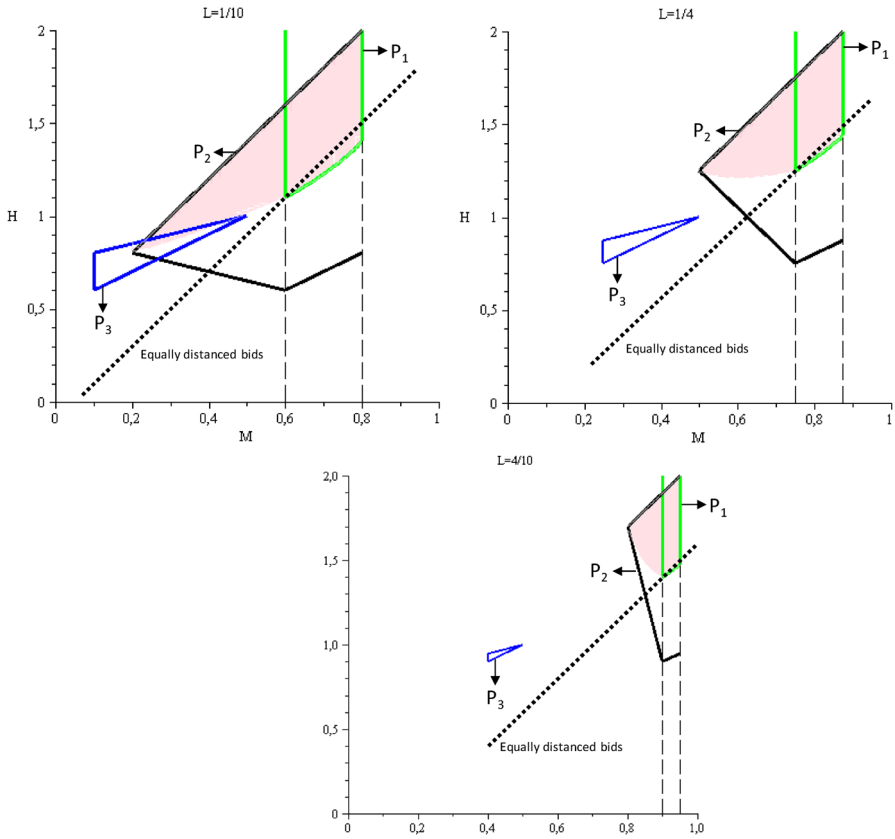 L=1/10
2
P1
1,5
P2
H
1
0,5
P3
Equally distanced bids
0
0
0,2
0,4
0,6
0,8
1
M
L=1/4
2
P1
1,5
P2
H
1
P3
0,5
Equally distanced bids
0
0
0,2
0,4
0,6
0,8
1
M
L=4/10
2,0
P1
1,5
P2
1,0
P3
0,5
Equally distanced bids
0
0
0,2
0,4
0,6
0,8
1,0